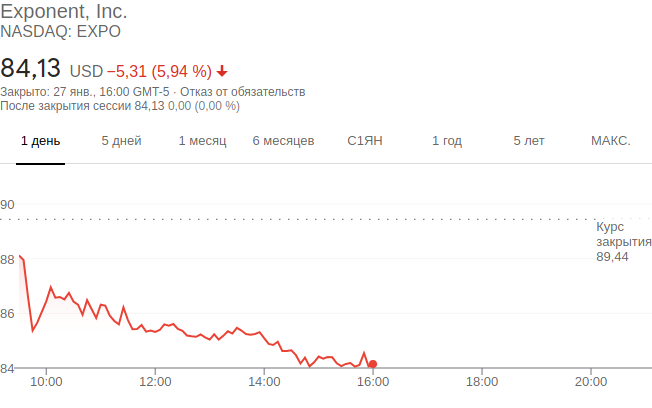 Exponent, Inc.
NASDAQ: EXPO
84,13 USD −5,31 (5,94 %)
Закрыто: 27 янв., 16:00 GMT-5 · Отказ от обязательств
После закрытия сессии 84,13 0,00 (0,00 %)
1 день 5 дней 1 месяц 6 месяцев С1ЯН 1 год 5 лет МАКС.
90
Курс
закрытия
89,44
88
86
84
10:00 12:00 14:00 16:00 18:00 20:00